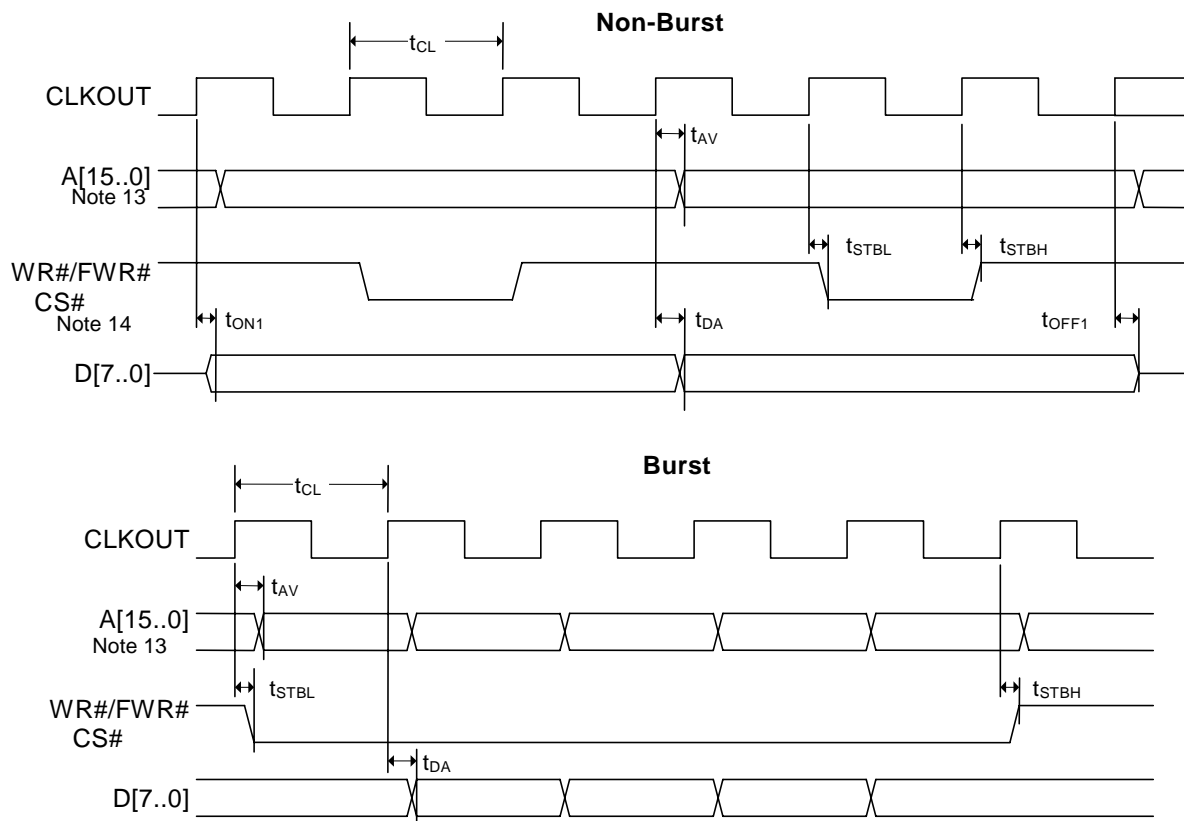 Non-Burst
tCL
CLKOUT
tAV
A[15..0]
Note 13
tSTBL
tSTBH
WR#/FWR#
CS#
Note 14
tON1
tDA
tOFF1
D[7..0]
Burst
tCL
CLKOUT
tAV
A[15..0]
Note 13
tSTBL
tSTBH
WR#/FWR#
CS#
tDA
D[7..0]